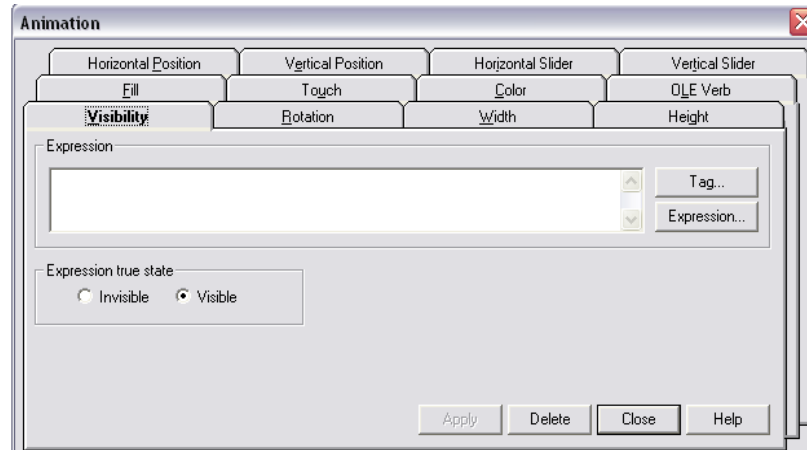 Animation
Horizontal Position Vertical Position Horizontal Slider Vertical Slider
Fill Touch Color OLE Verb
Visibility Rotation Width Height
Expression
Tag...
Expression...
Expression true state
Invisible Visible
Apply Delete Close Help